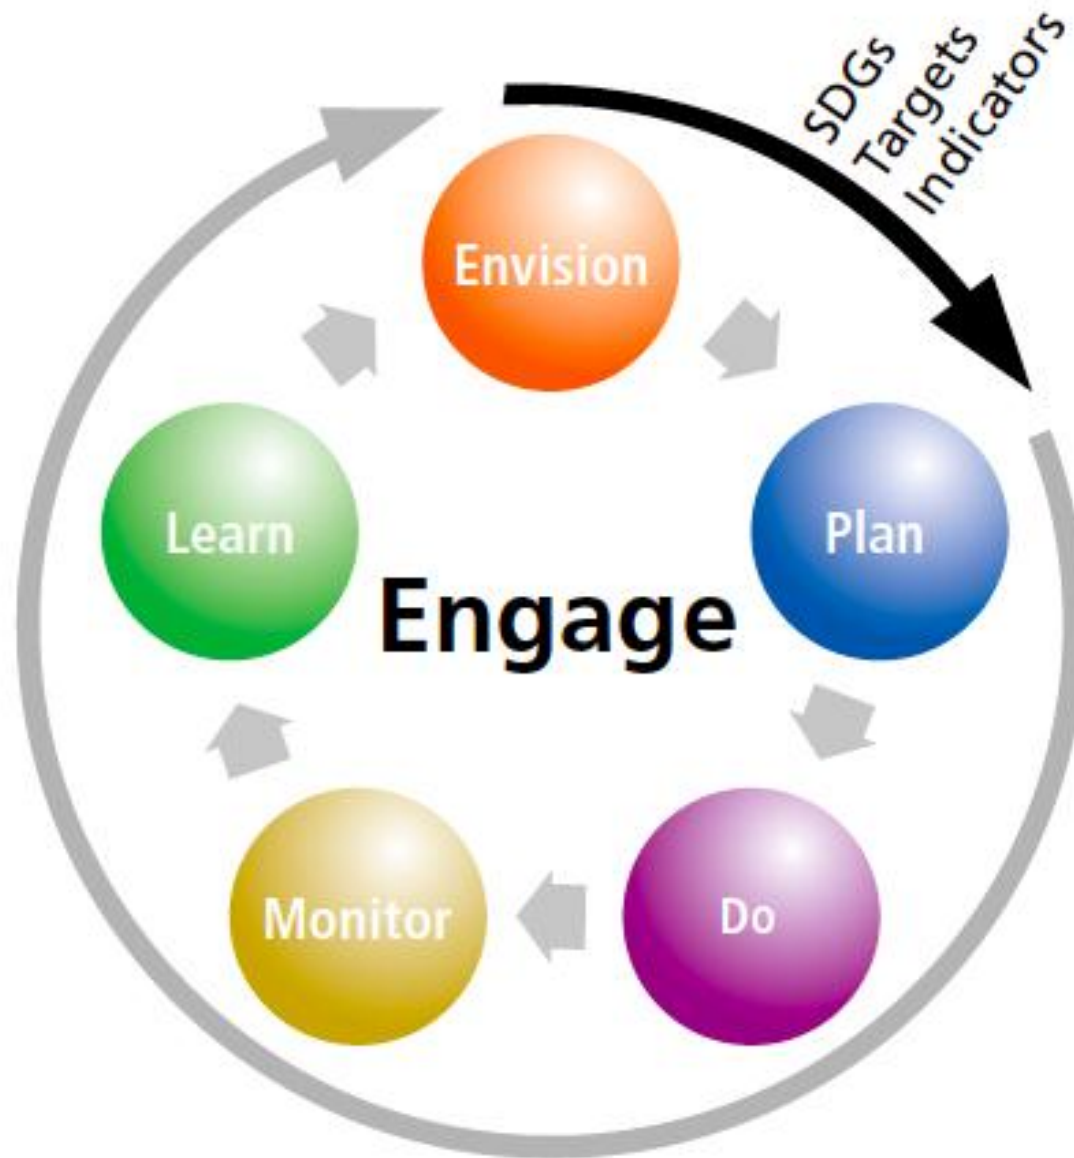 SDGs
Targets
Indicators
Envision
Learn
Plan
Engage
Monitor
Do